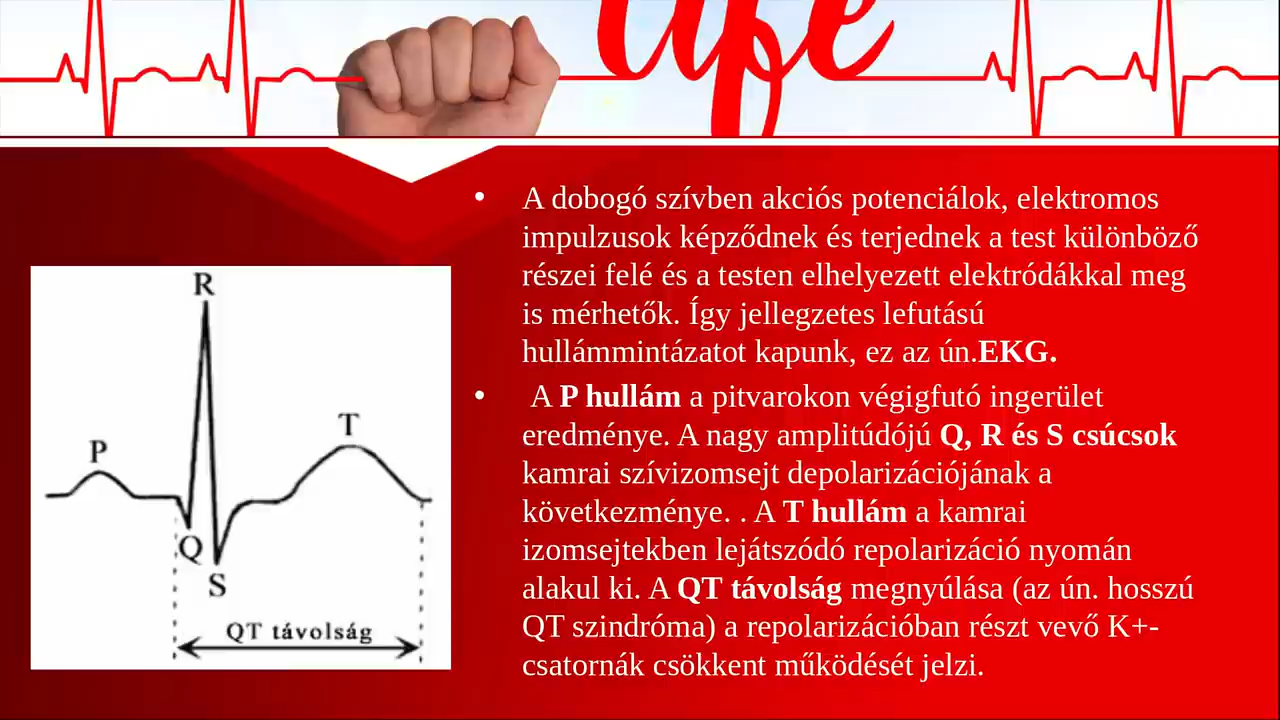 life
R
T
P
Q
S
QT távolság
• A dobogó szívben akciós potenciálok, elektromos
impulzusok képződnek és terjednek a test különböző
részei felé és a testen elhelyezett elektródákkal meg
is mérhetők. Így jellegzetes lefutású
hullámmintázatot kapunk, ez az ún.EKG.
• A P hullám a pitvarokon végigfutó ingerület
eredménye. A nagy amplitúdójú Q, R és S csúcsok
kamrai szívizomsejt depolarizációjának a
következménye. . A T hullám a kamrai
izomsejtekben lejátszódó repolarizáció nyomán
alakul ki. A QT távolság megnyúlása (az ún. hosszú
QT szindróma) a repolarizációban részt vevő K+-
csatornák csökkent működését jelzi.